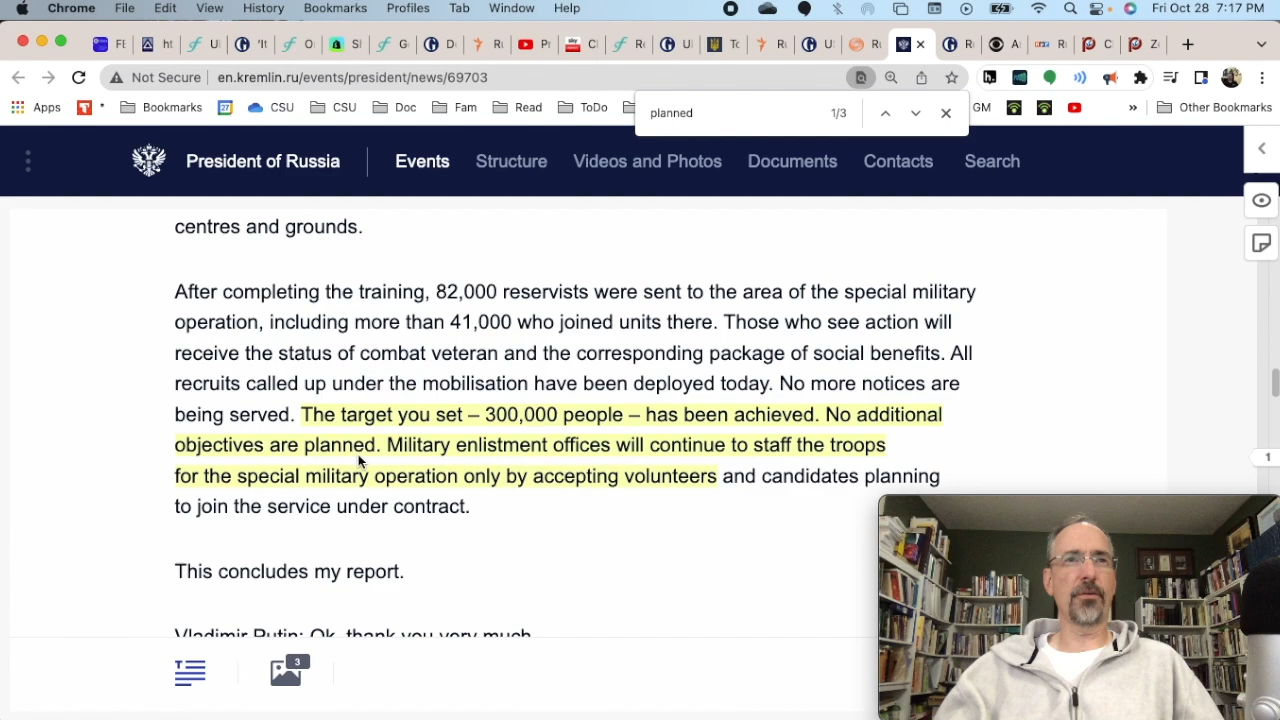 Chrome File Edit View History Bookmarks Profiles Tab Window Help Fri Oct 28 7:17 PM
Not Secure en.kremlin.ru/events/president/news/69703
Apps Bookmarks 27 CSU CSU Doc Fam Read ToDo GM » Other Bookmarks
planned 1/3
President of Russia Events Structure Videos and Photos Documents Contacts Search
centres and grounds.
After completing the training, 82,000 reservists were sent to the area of the special military
operation, including more than 41,000 who joined units there. Those who see action will
receive the status of combat veteran and the corresponding package of social benefits. All
recruits called up under the mobilisation have been deployed today. No more notices are
being served. The target you set – 300,000 people – has been achieved. No additional
objectives are planned. Military enlistment offices will continue to staff the troops
for the special military operation only by accepting volunteers and candidates planning
to join the service under contract.
This concludes my report.
Vladimir Putin: Ok, thank you very much.
1
3